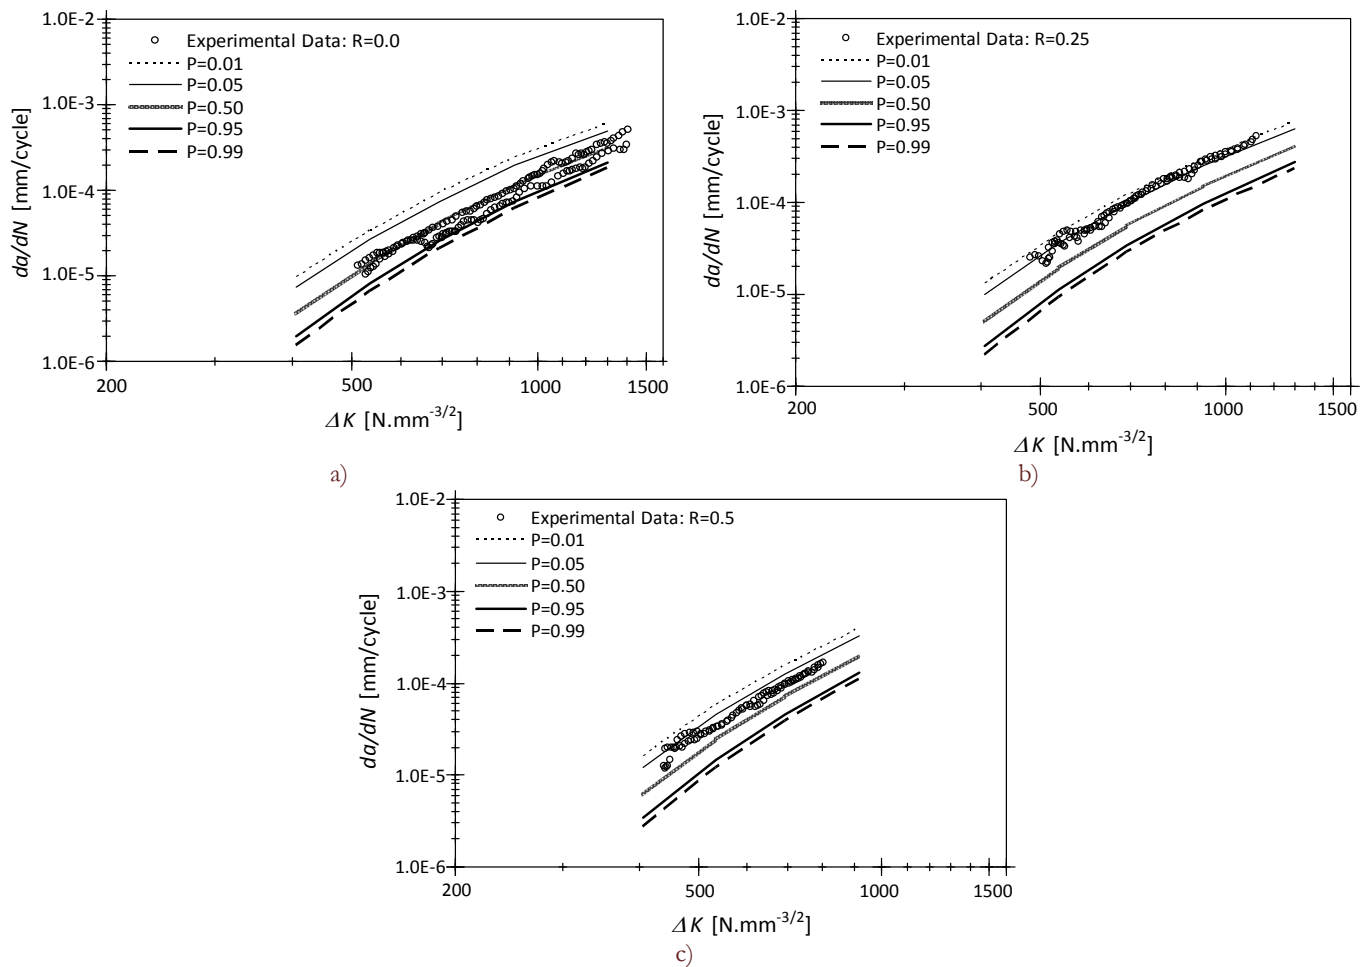 1.0E-2
Experimental Data: R=0.0
P=0.01
P=0.05
P=0.50
P=0.95
P=0.99
1.0E-3
1.0E-4
1.0E-5
1.0E-6
da/dN [mm/cycle]
200
500
1000
1500
ΔK [N.mm-3/2]
a)
1.0E-2
Experimental Data: R=0.25
P=0.01
P=0.05
P=0.50
P=0.95
P=0.99
1.0E-3
1.0E-4
1.0E-5
1.0E-6
da/dN [mm/cycle]
200
500
1000
1500
ΔK [N.mm-3/2]
b)
1.0E-2
Experimental Data: R=0.5
P=0.01
P=0.05
P=0.50
P=0.95
P=0.99
1.0E-3
1.0E-4
1.0E-5
1.0E-6
da/dN [mm/cycle]
200
500
1000
1500
ΔK [N.mm-3/2]
c)